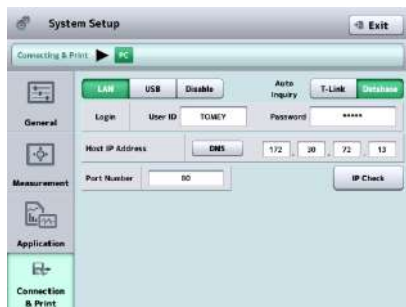 System Setup
Exit
Connecting & Print
PC
LAN USB Disable Auto Inquiry T-Link Database
General
Login User ID TOMEY Password *****
Host IP Address DNS 172 . 30 . 72 . 13
Measurement
Port Number 80 IP Check
Application
Connection
& Print